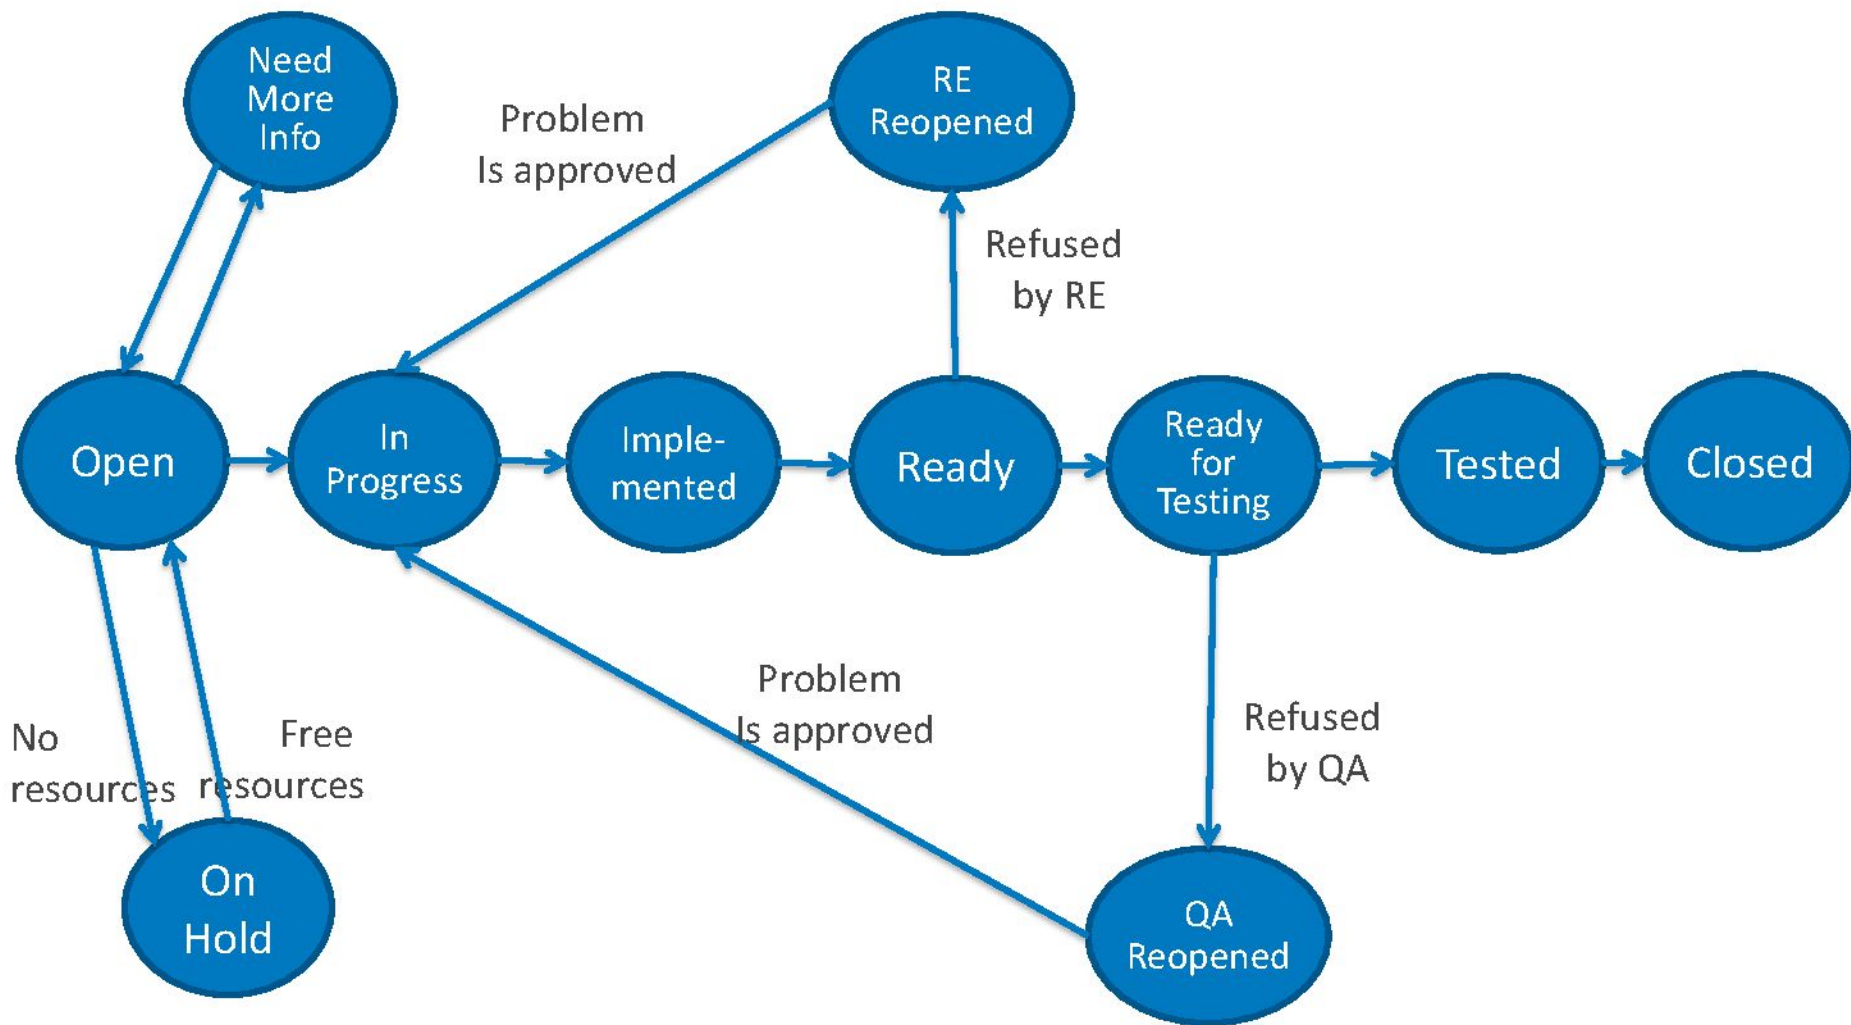 Need
More
Info
RE
Reopened
Problem
Is approved
Refused
by RE
Open
In
Progress
Imple-
mented
Ready
Ready
for
Testing
Tested
Closed
Problem
Is approved
No
resources
Free
resources
Refused
by QA
On
Hold
QA
Reopened